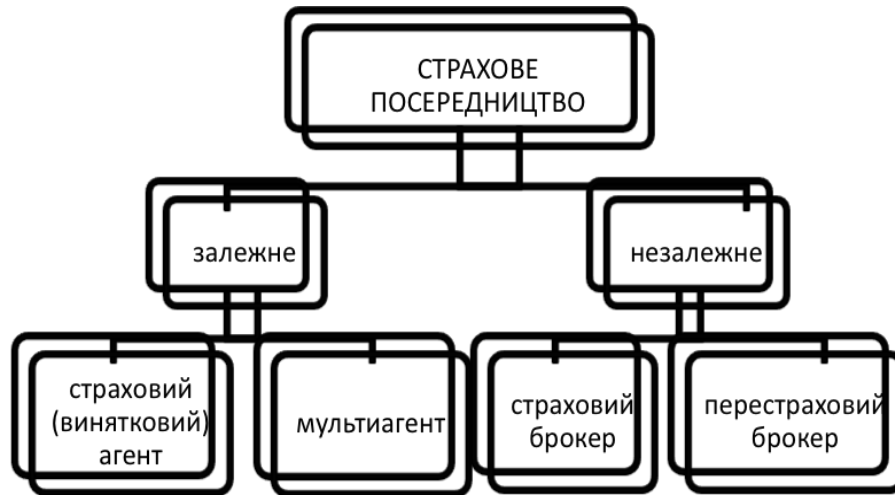 СТРАХОВЕ
ПОСЕРЕДНИЦТВО
залежне
незалежне
страховий
(винятковий)
агент
мультиагент
страховий
брокер
перестраховий
брокер